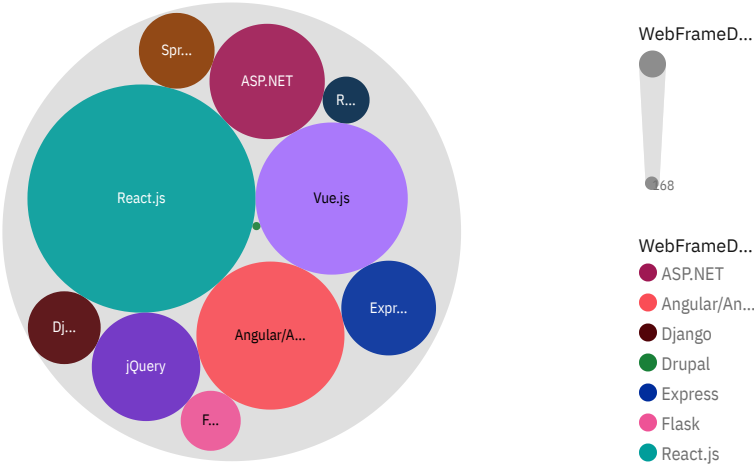 Spr...
ASP.NET
R...
React.js
Vue.js
Dj...
jQuery
Angular/A...
Expr...
F...
WebFrameD...
168
WebFrameD...
ASP.NET
Angular/An...
Django
Drupal
Express
Flask
React.js